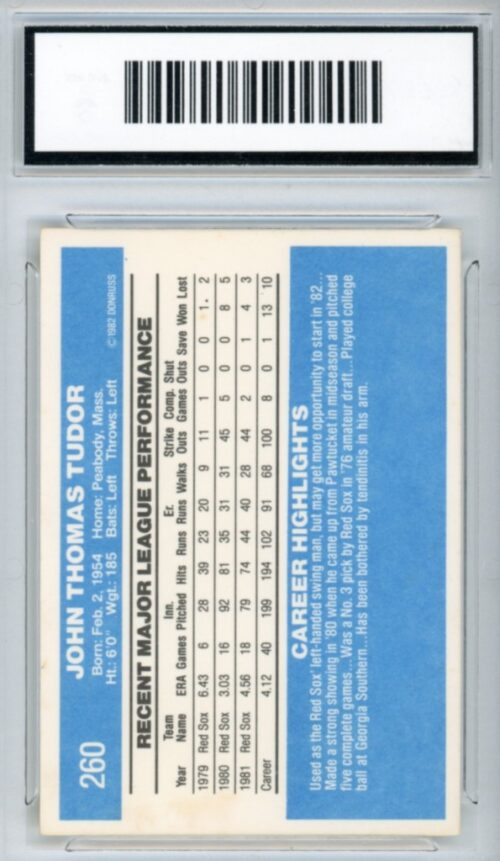 260
JOHN THOMAS TUDOR
Born: Feb. 2, 1954 Home: Peabody, Mass.
Ht.: 6'0" Wgt.: 185 Bats: Left Throws: Left
©1982 DONRUSS
RECENT MAJOR LEAGUE PERFORMANCE
Team Inn. Er. Strike Comp. Shut
Year Name ERA Games Pitched Hits Runs Runs Walks Outs Games Outs Save Won Lost
1979 Red Sox 6.43 6 28 39 23 20 9 11 1 0 0 1 2
1980 Red Sox 3.03 16 92 81 35 31 31 45 5 0 0 8 5
1981 Red Sox 4.56 18 79 74 44 40 28 44 2 0 1 4 3
Career 4.12 40 199 194 102 91 68 100 8 0 1 13 10
CAREER HIGHLIGHTS
Used as the Red Sox' left-handed swing man, but may get more opportunity to start in '82...
Made a strong showing in '80 when he came up from Pawtucket in midseason and pitched
five complete games...Was a No. 3 pick by Red Sox in '76 amateur draft...Played college
ball at Georgia Southern...Has been bothered by tendinitis in his arm.